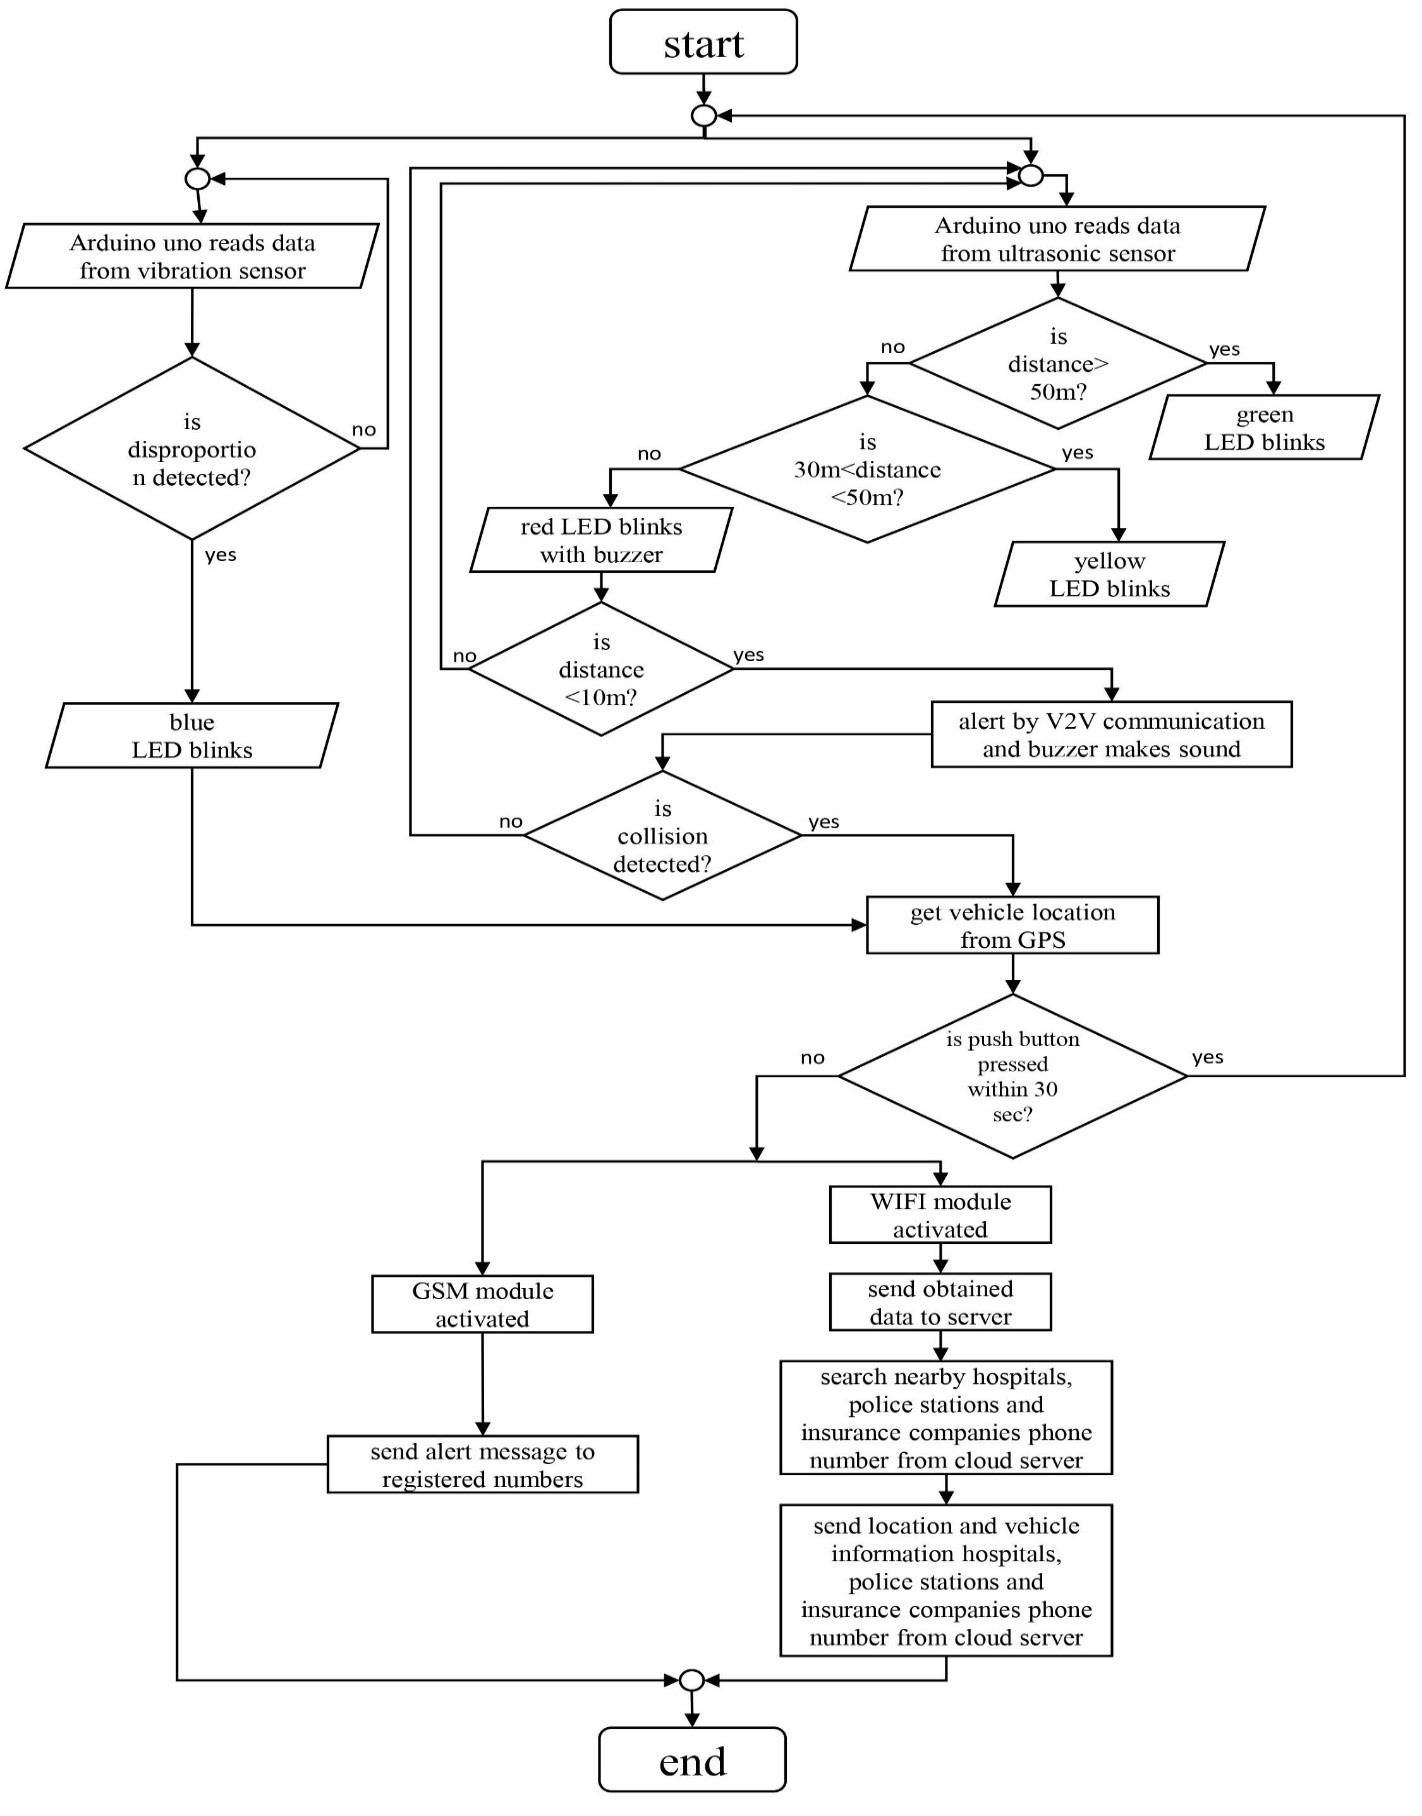 start
Arduino uno reads data
from vibration sensor
Arduino uno reads data
from ultrasonic sensor
is
distance>
50m?
no
yes
green
LED blinks
is
disproportio
n detected?
no
yes
is
30m<distance
<50m?
no
yes
red LED blinks
with buzzer
yellow
LED blinks
is
distance
<10m?
no
yes
blue
LED blinks
alert by V2V communication
and buzzer makes sound
is
collision
detected?
no
yes
get vehicle location
from GPS
is push button
pressed
within 30
sec?
no
yes
WIFI module
activated
GSM module
activated
send obtained
data to server
search nearby hospitals,
police stations and
insurance companies phone
number from cloud server
send alert message to
registered numbers
send location and vehicle
information hospitals,
police stations and
insurance companies phone
number from cloud server
end